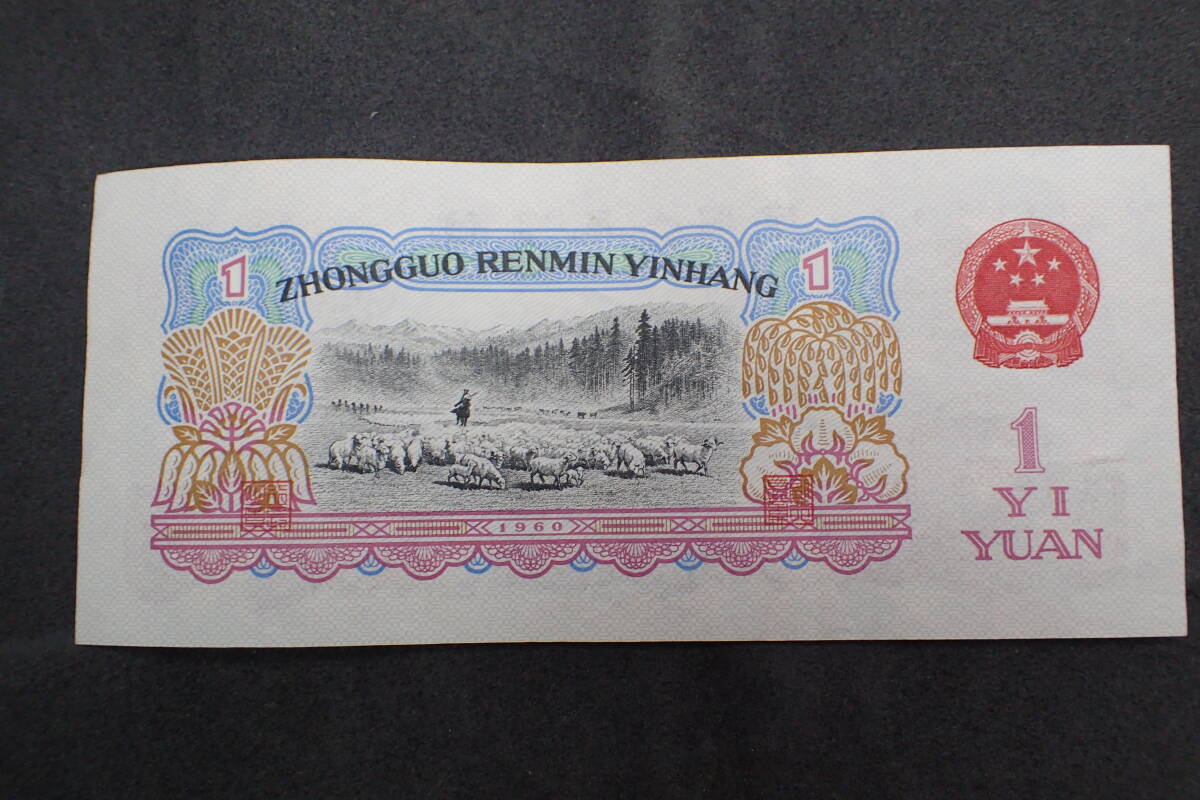 1
1
ZHONGGUO RENMIN YINHANG
1960
1
YI
YUAN